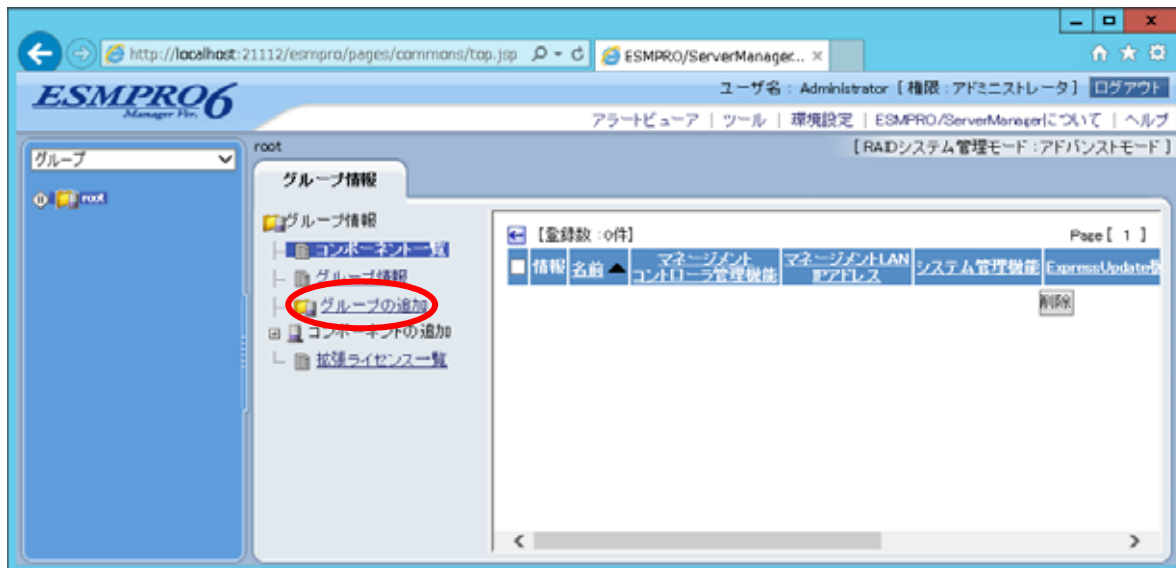 http://localhost:21112/esmpro/pages/commons/top.jsp
ESMPRO/ServerManager...
ESMPRO6
Manager Ver.
ユーザ名 : Administrator [ 権限 : アドミニストレータ ] ログアウト
アラートビューア | ツール | 環境設定 | ESMPRO/ServerManagerについて | ヘルプ
グループ
root
root
[ RAIDシステム管理モード : アドバンストモード ]
グループ情報
グループ情報
コンポーネント一覧
グループ情報
グループの追加
コンポーネントの追加
拡張ライセンス一覧
【登録数 : 0件】
Page [ 1 ]
情報 名前▲ マネージメントコントローラ管理機能 マネージメントLAN IPアドレス システム管理機能 ExpressUpdate
削除